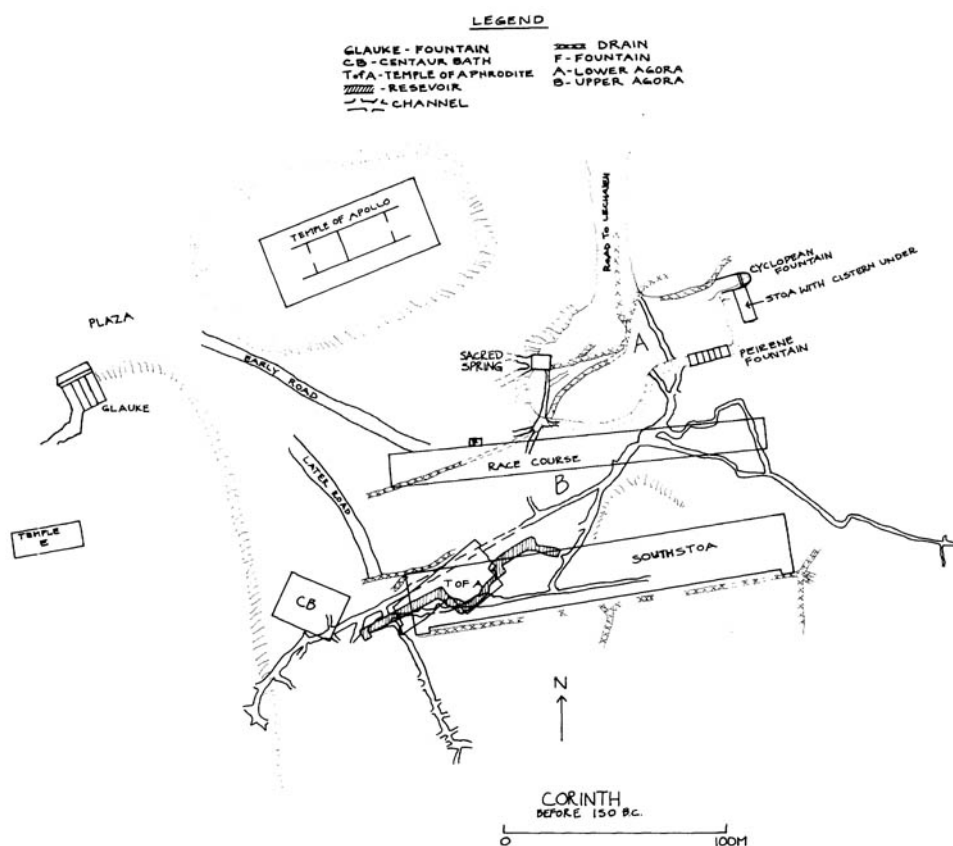 LEGEND
GLAUKE - FOUNTAIN
CB - CENTAUR BATH
TofA - TEMPLE OF APHRODITE
- RESEVOIR
CHANNEL
DRAIN
F - FOUNTAIN
A - LOWER AGORA
B - UPPER AGORA
TEMPLE OF APOLLO
ROAD TO LECHAEON
CYCLOPEAN
FOUNTAIN
STOA WITH CISTERN UNDER
PLAZA
A
PEIRENE
FOUNTAIN
SACRED
SPRING
EARLY ROAD
GLAUKE
F
RACE COURSE
LATER ROAD
B
TEMPLE
E
SOUTH STOA
T OF A
CB
N
CORINTH
BEFORE 150 B.C.
0
100M